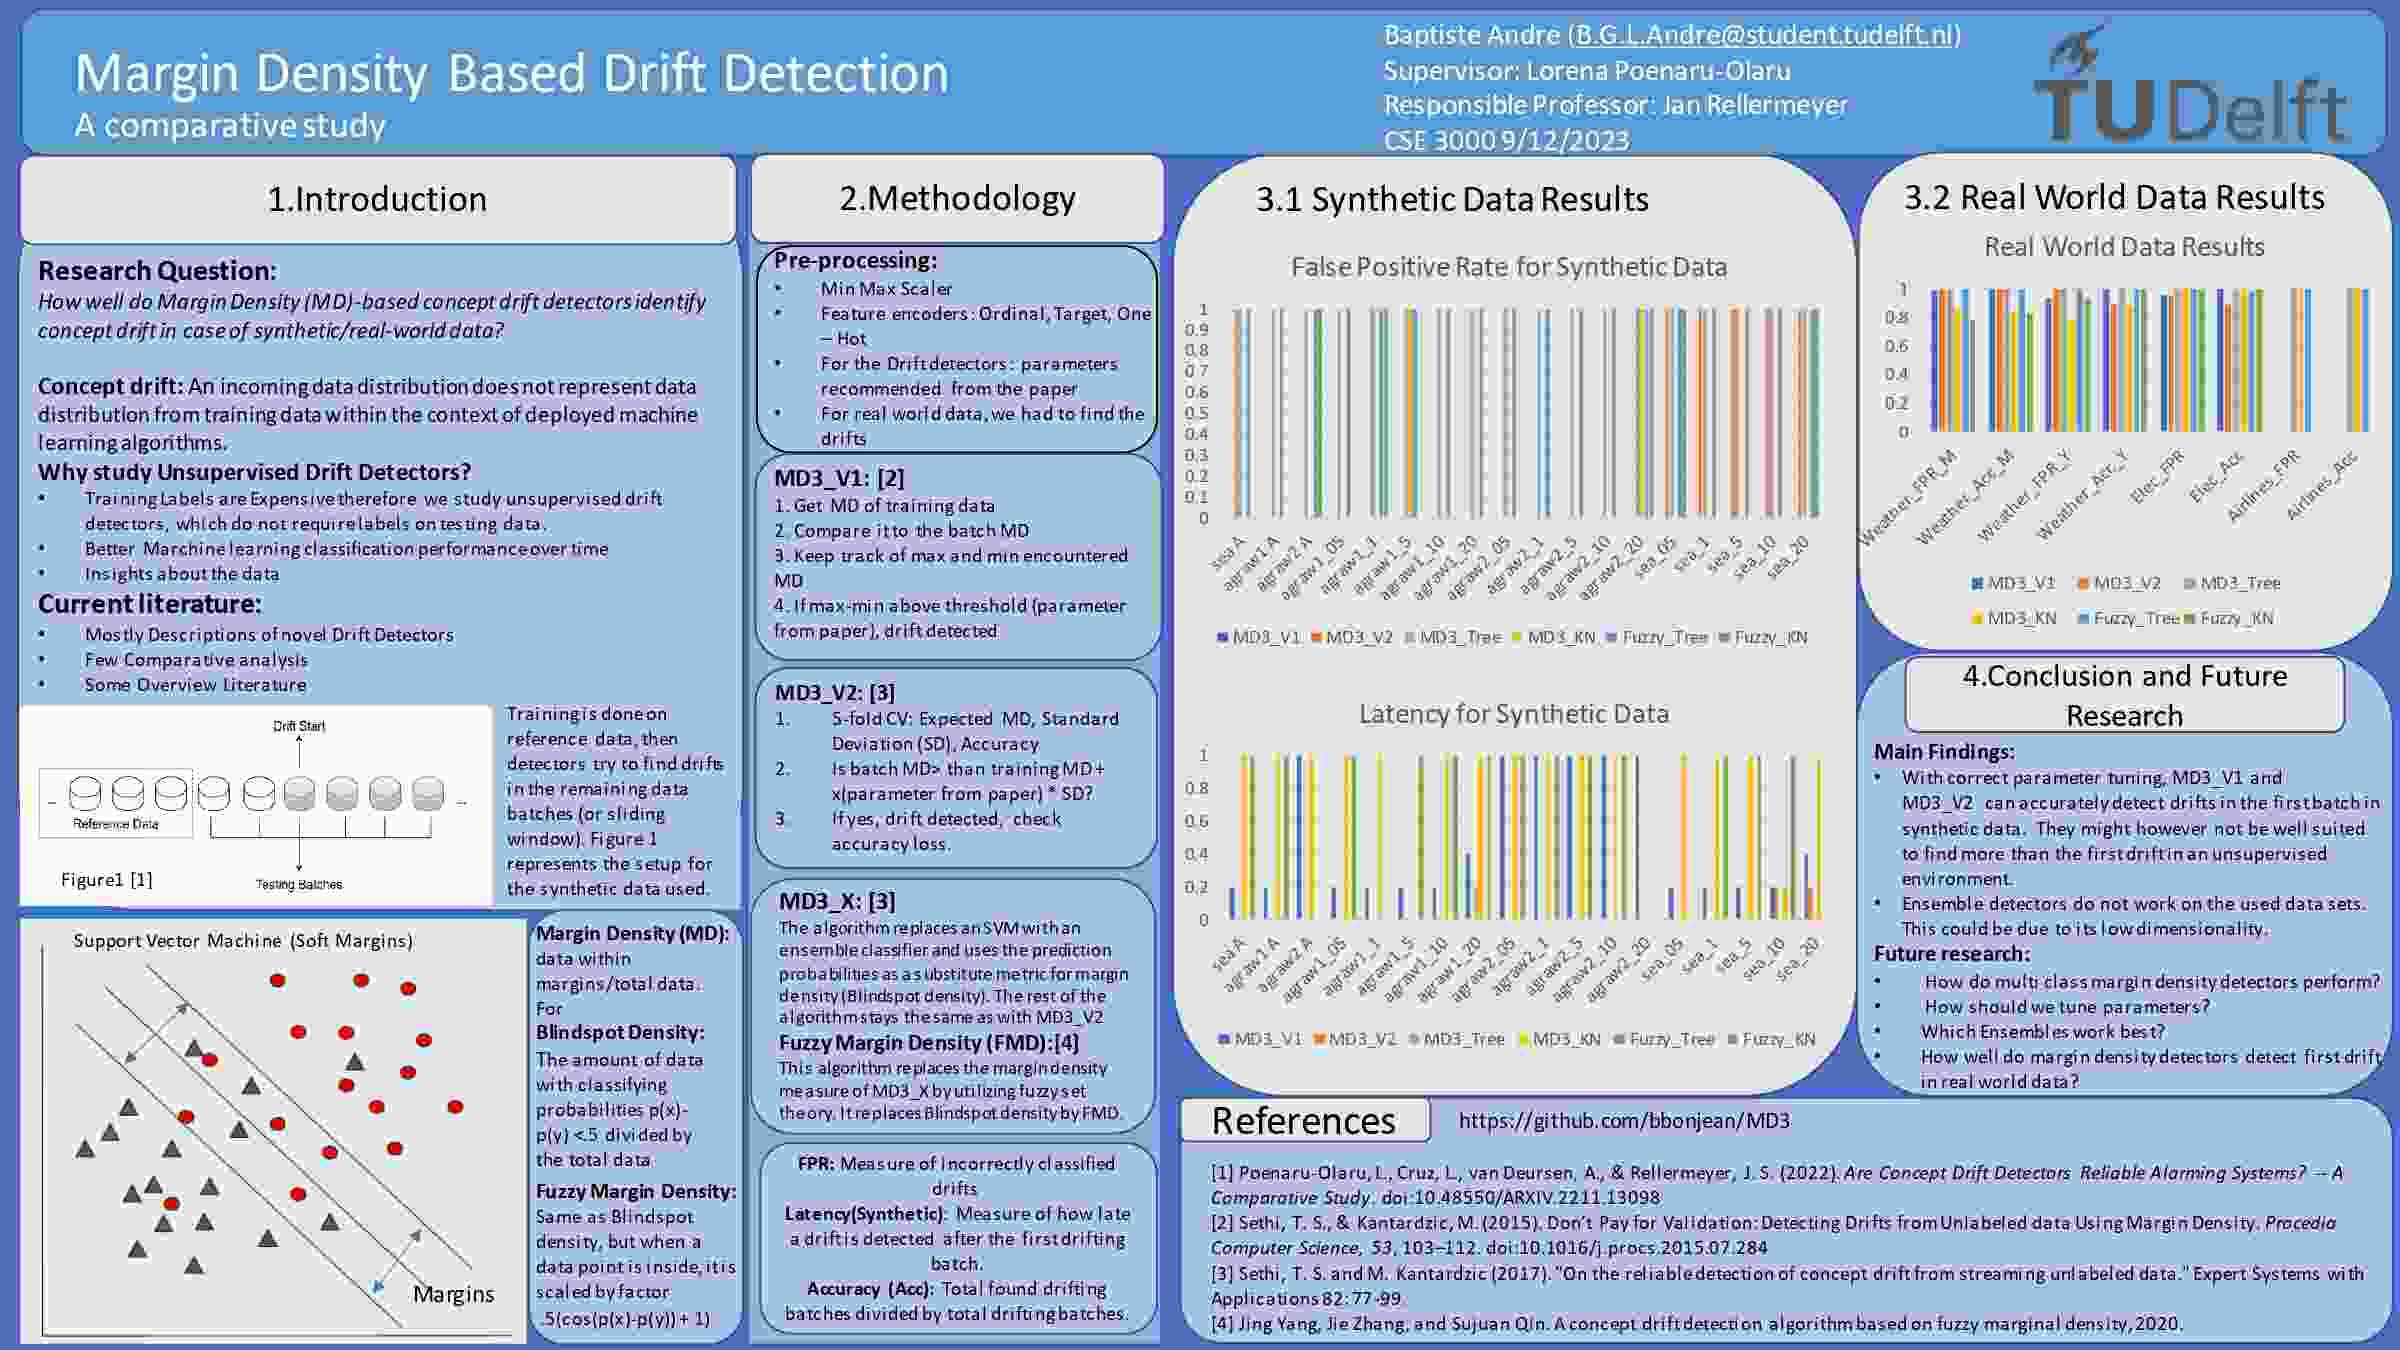 Margin Density Based Drift Detection
A comparative study
Baptiste Andre (B.G.L.Andre@student.tudelft.nl)
Supervisor: Lorena Poenaru-Olaru
Responsible Professor: Jan Rellermeyer
CSE 3000 9/12/2023
TUDelft
1.Introduction
Research Question:
How well do Margin Density (MD)-based concept drift detectors identify
concept drift in case of synthetic/real-world data?
Concept drift: An incoming data distribution does not represent data
distribution from training data within the context of deployed machine
learning algorithms.
Why study Unsupervised Drift Detectors?
• Training Labels are Expensive therefore we study unsupervised drift
detectors, which do not require labels on testing data.
• Better Marchine learning classification performance over time
• Insights about the data
Current literature:
• Mostly Descriptions of novel Drift Detectors
• Few Comparative analysis
• Some Overview Literature
Drift Start
Reference Data
Testing Batches
Figure1 [1]
Training is done on
reference data, then
detectors try to find drifts
in the remaining data
batches (or sliding
window). Figure 1
represents the setup for
the synthetic data used.
Support Vector Machine (Soft Margins)
Margins
Margin Density (MD):
data within
margins/total data.
For
Blindspot Density:
The amount of data
with classifying
probabilities p(x)-
p(y) <.5 divided by
the total data
Fuzzy Margin Density:
Same as Blindspot
density, but when a
data point is inside, it is
scaled by factor
.5(cos(p(x)-p(y)) + 1)
2.Methodology
Pre-processing:
• Min Max Scaler
• Feature encoders: Ordinal, Target, One
– Hot
• For the Drift detectors: parameters
recommended from the paper
• For real world data, we had to find the
drifts
MD3_V1: [2]
1. Get MD of training data
2. Compare it to the batch MD
3. Keep track of max and min encountered
MD
4. If max-min above threshold (parameter
from paper), drift detected
MD3_V2: [3]
1. 5-fold CV: Expected MD, Standard
Deviation (SD), Accuracy
2. Is batch MD> than training MD +
x(parameter from paper) * SD?
3. If yes, drift detected, check
accuracy loss.
MD3_X: [3]
The algorithm replaces an SVM with an
ensemble classifier and uses the prediction
probabilities as a substitute metric for margin
density (Blindspot density). The rest of the
algorithm stays the same as with MD3_V2
Fuzzy Margin Density (FMD):[4]
This algorithm replaces the margin density
measure of MD3_X by utilizing fuzzy set
theory. It replaces Blindspot density by FMD.
FPR: Measure of incorrectly classified
drifts
Latency(Synthetic): Measure of how late
a drift is detected after the first drifting
batch.
Accuracy (Acc): Total found drifting
batches divided by total drifting batches.
3.1 Synthetic Data Results
False Positive Rate for Synthetic Data
1
0.9
0.8
0.7
0.6
0.5
0.4
0.3
0.2
0.1
0
sea A agraw1 A agraw2 A agraw1_05 agraw1_1 agraw1_5 agraw1_10 agraw1_20 agraw2_05 agraw2_1 agraw2_5 agraw2_10 agraw2_20 sea_05 sea_1 sea_5 sea_10 sea_20
MD3_V1 MD3_V2 MD3_Tree MD3_KN Fuzzy_Tree Fuzzy_KN
Latency for Synthetic Data
1
0.8
0.6
0.4
0.2
0
sea A agraw1 A agraw2 A agraw1_05 agraw1_1 agraw1_5 agraw1_10 agraw1_20 agraw2_05 agraw2_1 agraw2_5 agraw2_10 agraw2_20 sea_05 sea_1 sea_5 sea_10 sea_20
MD3_V1 MD3_V2 MD3_Tree MD3_KN Fuzzy_Tree Fuzzy_KN
3.2 Real World Data Results
Real World Data Results
1
0.8
0.6
0.4
0.2
0
Weather_FPR_M Weather_Acc_M Weather_FPR_Y Weather_Acc_Y Elec_FPR Elec_Acc Airlines_FPR Airlines_Acc
MD3_V1 MD3_V2 MD3_Tree
MD3_KN Fuzzy_Tree Fuzzy_KN
4.Conclusion and Future
Research
Main Findings:
• With correct parameter tuning, MD3_V1 and
MD3_V2 can accurately detect drifts in the first batch in
synthetic data. They might however not be well suited
to find more than the first drift in an unsupervised
environment.
• Ensemble detectors do not work on the used data sets.
This could be due to its low dimensionality.
Future research:
• How do multi class margin density detectors perform?
• How should we tune parameters?
• Which Ensembles work best?
• How well do margin density detectors detect first drift
in real world data?
References
https://github.com/bbonjean/MD3
[1] Poenaru-Olaru, L., Cruz, L., van Deursen, A., & Rellermeyer, J. S. (2022). Are Concept Drift Detectors Reliable Alarming Systems? -- A
Comparative Study. doi:10.48550/ARXIV.2211.13098
[2] Sethi, T. S., & Kantardzic, M. (2015). Don't Pay for Validation: Detecting Drifts from Unlabeled data Using Margin Density. Procedia
Computer Science, 53, 103–112. doi:10.1016/j.procs.2015.07.284
[3] Sethi, T. S. and M. Kantardzic (2017). "On the reliable detection of concept drift from streaming unlabeled data." Expert Systems with
Applications 82: 77-99
[4] Jing Yang, Jie Zhang, and Sujuan Qin. A concept drift detection algorithm based on fuzzy marginal density, 2020.